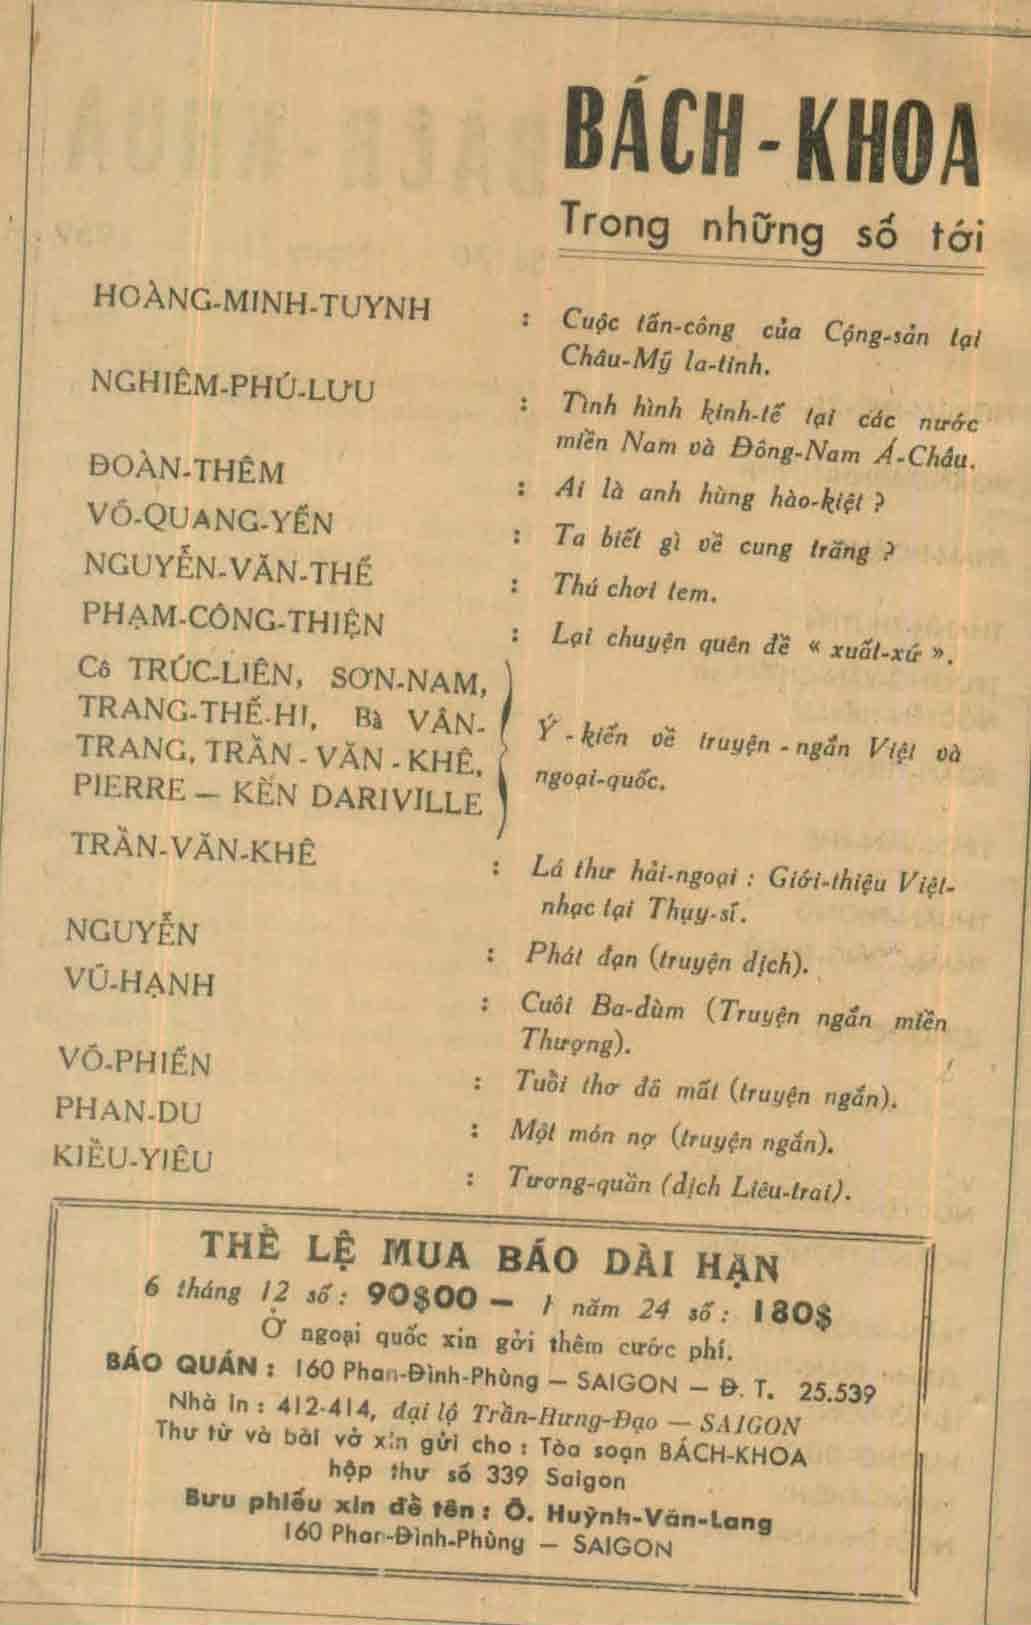 BÁCH-KHOA
Trong những số tới
HOÀNG-MINH-TUYNH : Cuộc tấn-công của Cộng-sản tại
Châu-Mỹ la-tinh.
NGHIÊM-PHÚ-LƯU : Tình hình kinh-tế tại các nước
miền Nam và Đông-Nam Á-Châu.
ĐOÀN-THÊM : Ai là anh hùng hào-kiệt ?
VÕ-QUANG-YẾN : Ta biết gì về cung trăng ?
NGUYỄN-VĂN-THẾ : Thú chơi tem.
PHẠM-CÔNG-THIỆN : Lại chuyện quên đề « xuất-xứ ».
Cô TRÚC-LIÊN, SƠN-NAM,
TRANG-THẾ-HI, Bà VÂN-
TRANG, TRẦN - VĂN - KHÊ,
PIERRE — KẾN DARIVILLE
Ý - kiến về truyện - ngắn Việt và
ngoại-quốc.
TRẦN-VĂN-KHÊ : Lá thư hải-ngoại : Giới-thiệu Việt-
nhạc tại Thụy-sĩ.
NGUYỄN : Phát đạn (truyện dịch).
VŨ-HẠNH : Cuôi Ba-dùm (Truyện ngắn miền
Thượng).
VÕ-PHIẾN : Tuổi thơ đã mất (truyện ngắn).
PHAN-DU : Một món nợ (truyện ngắn).
KIỀU-YIÊU : Tương-quần (dịch Liêu-trai).
THỂ LỆ MUA BÁO DÀI HẠN
6 tháng 12 số : 90$00 — 1 năm 24 số : 180$
Ở ngoại quốc xin gởi thêm cước phí.
BÁO QUÁN : 160 Phan-Đình-Phùng — SAIGON — Đ. T. 25.539
Nhà in : 412-414, đại lộ Trần-Hưng-Đạo — SAIGON
Thư từ và bài vở xin gửi cho : Tòa soạn BÁCH-KHOA
hộp thư số 339 Saigon
Bưu phiếu xin đề tên : Ô. Huỳnh-Văn-Lang
160 Phan-Đình-Phùng — SAIGON